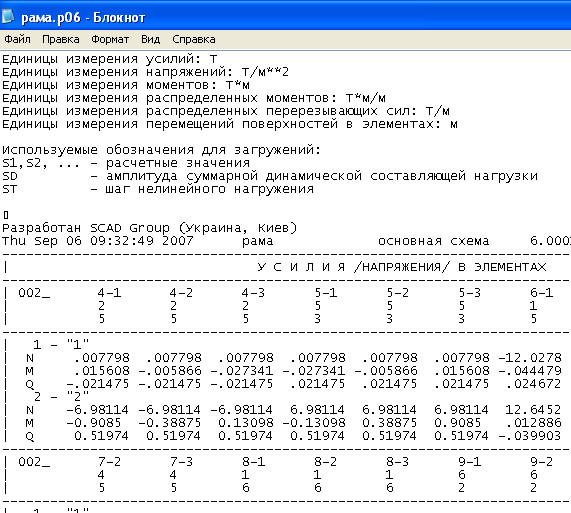 рама.p06 - Блокнот
Файл Правка Формат Вид Справка
Единицы измерения усилий: Т
Единицы измерения напряжений: Т/м**2
Единицы измерения моментов: Т*м
Единицы измерения распределенных моментов: Т*м/м
Единицы измерения распределенных перерезывающих сил: Т/м
Единицы измерения перемещений поверхностей в элементах: м
Используемые обозначения для загружений:
S1,S2, ... - расчетные значения
SD - амплитуда суммарной динамической составляющей нагрузки
ST - шаг нелинейного нагружения
Разработан SCAD Group (Украина, Киев)
Thu Sep 06 09:32:49 2007 рама основная схема 6.000
------------------------------------------------------------
| У С И Л И Я /НАПРЯЖЕНИЯ/ В ЭЛЕМЕНТАХ
------------------------------------------------------------
| 002_ 4-1 4-2 4-3 5-1 5-2 5-3 6-1
| 2 2 2 5 5 5 1
| 5 5 5 3 3 3 5
------------------------------------------------------------
| 1 - "1"
| N .007798 .007798 .007798 .007798 .007798 .007798 -12.0278
| M .015608 -.005866 -.027341 -.027341 -.005866 .015608 -.044479
| Q -.021475 -.021475 -.021475 .021475 .021475 .021475 .024672
| 2 - "2"
| N -6.98114 -6.98114 -6.98114 6.98114 6.98114 6.98114 12.6452
| M -0.9085 -0.38875 0.13098 -0.13098 0.38875 0.9085 .012886
| Q 0.51974 0.51974 0.51974 0.51974 0.51974 0.51974 -.039903
------------------------------------------------------------
| 002_ 7-2 7-3 8-1 8-2 8-3 9-1 9-2
| 4 4 1 1 1 6 6
| 5 5 6 6 6 2 2
------------------------------------------------------------
| 1 - "1"